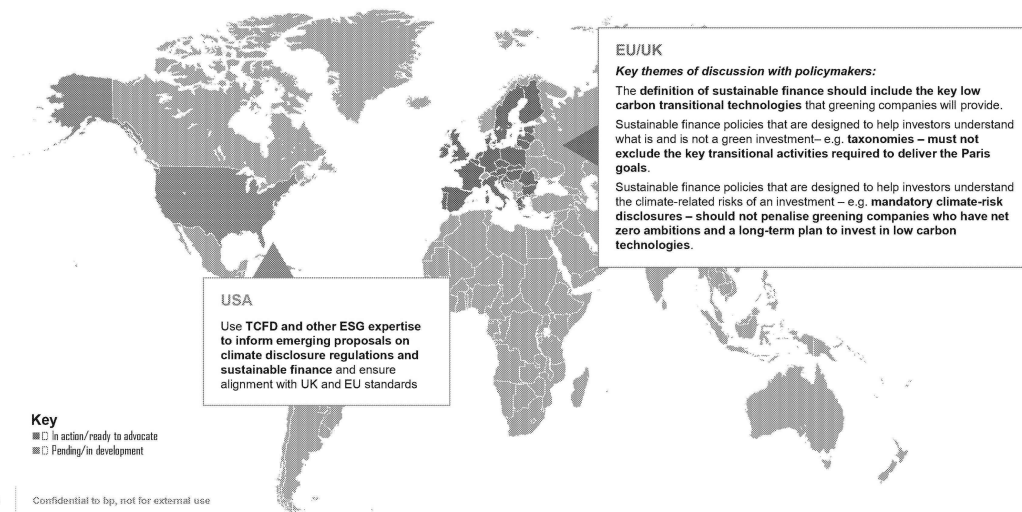 EU/UK
Key themes of discussion with policymakers:
The definition of sustainable finance should include the key low
carbon transitional technologies that greening companies will provide.
Sustainable finance policies that are designed to help investors understand
what is and is not a green investment– e.g. taxonomies – must not
exclude the key transitional activities required to deliver the Paris
goals.
Sustainable finance policies that are designed to help investors understand
the climate-related risks of an investment – e.g. mandatory climate-risk
disclosures – should not penalise greening companies who have net
zero ambitions and a long-term plan to invest in low carbon
technologies.
USA
Use TCFD and other ESG expertise
to inform emerging proposals on
climate disclosure regulations and
sustainable finance and ensure
alignment with UK and EU standards
Key
In action/ready to advocate
Pending/in development
Confidential to bp, not for external use